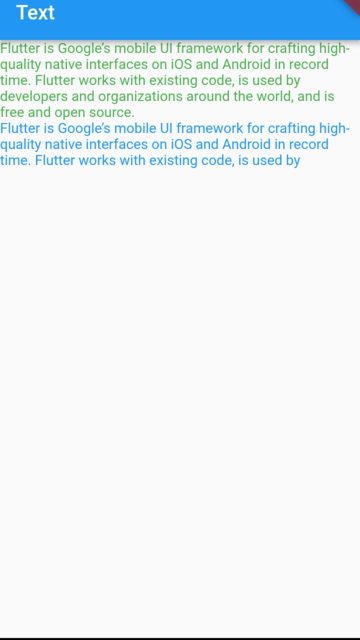 Text
Flutter is Google's mobile UI framework for crafting high-
quality native interfaces on iOS and Android in record
time. Flutter works with existing code, is used by
developers and organizations around the world, and is
free and open source.
Flutter is Google's mobile UI framework for crafting high-
quality native interfaces on iOS and Android in record
time. Flutter works with existing code, is used by